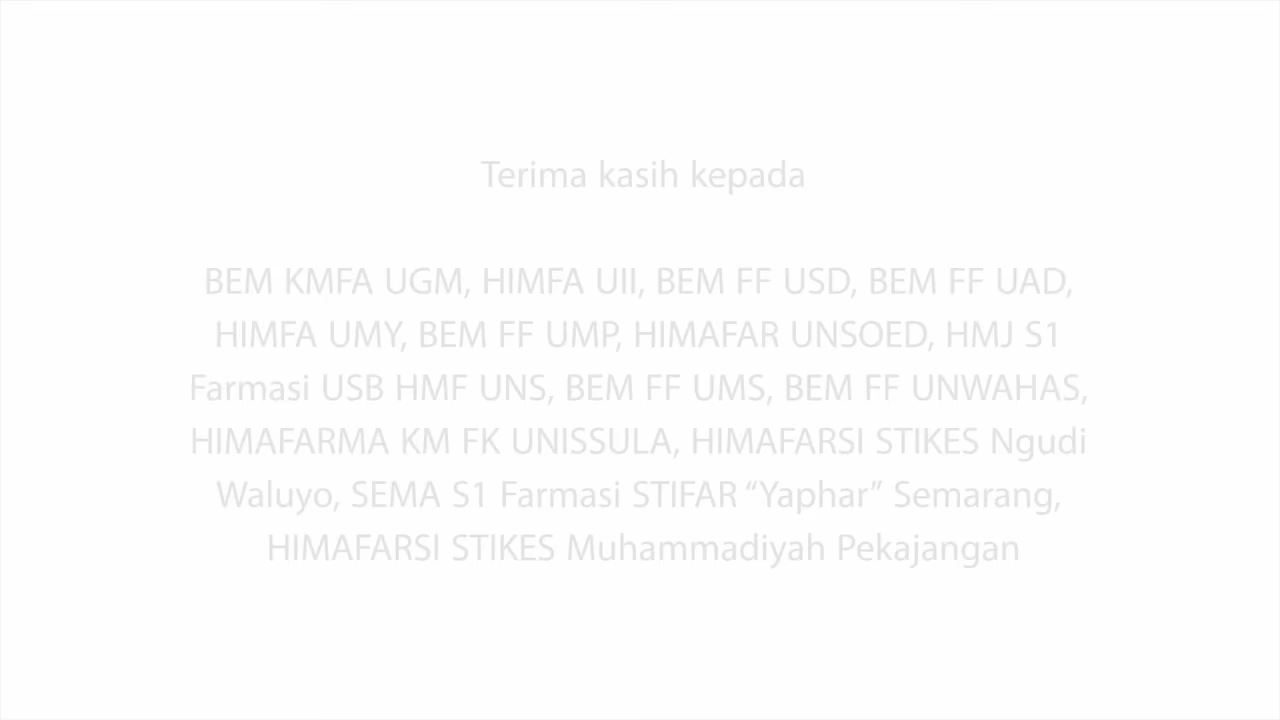 Terima kasih kepada
BEM KMFA UGM, HIMFA UII, BEM FF USD, BEM FF UAD,
HIMFA UMY, BEM FF UMP, HIMAFAR UNSOED, HMJ S1
Farmasi USB HMF UNS, BEM FF UMS, BEM FF UNWAHAS,
HIMAFARMA KM FK UNISSULA, HIMAFARSI STIKES Ngudi
Waluyo, SEMA S1 Farmasi STIFAR “Yaphar” Semarang,
HIMAFARSI STIKES Muhammadiyah Pekajangan